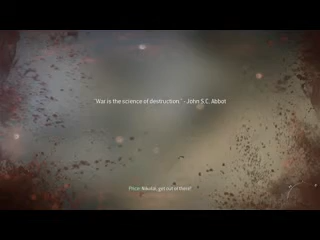 "War is the science of destruction." - John S.C. Abbot
Price: Nikolai, get out of there!